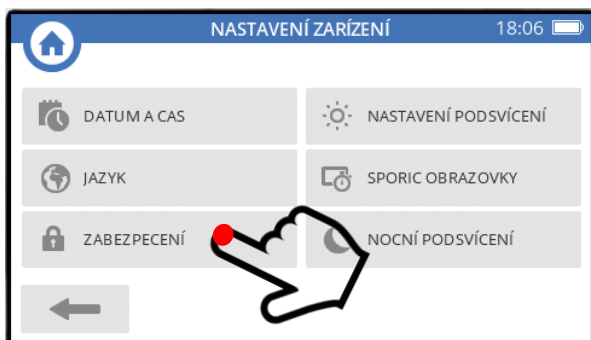 NASTAVENÍ ZARÍZENÍ 18:06
DATUM A CAS NASTAVENÍ PODSVÍCENÍ
JAZYK SPORIC OBRAZOVKY
ZABEZPECENÍ NOCNÍ PODSVÍCENÍ